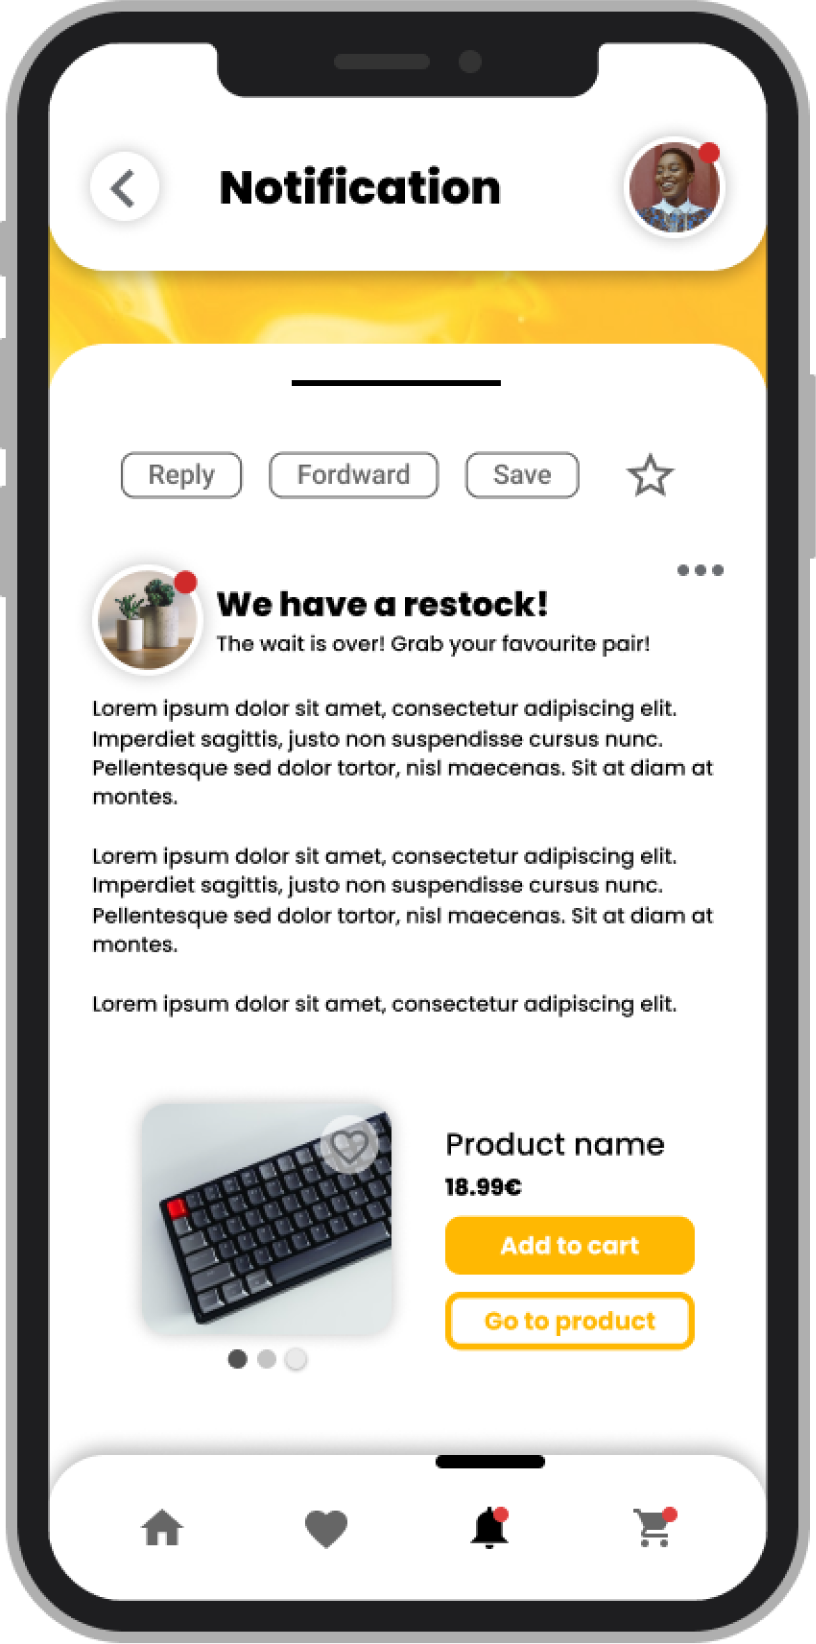 Notification
Reply Fordward Save
We have a restock!
The wait is over! Grab your favourite pair!
Lorem ipsum dolor sit amet, consectetur adipiscing elit.
Imperdiet sagittis, justo non suspendisse cursus nunc.
Pellentesque sed dolor tortor, nisl maecenas. Sit at diam at
montes.
Lorem ipsum dolor sit amet, consectetur adipiscing elit.
Imperdiet sagittis, justo non suspendisse cursus nunc.
Pellentesque sed dolor tortor, nisl maecenas. Sit at diam at
montes.
Lorem ipsum dolor sit amet, consectetur adipiscing elit.
Product name
18.99€
Add to cart
Go to product